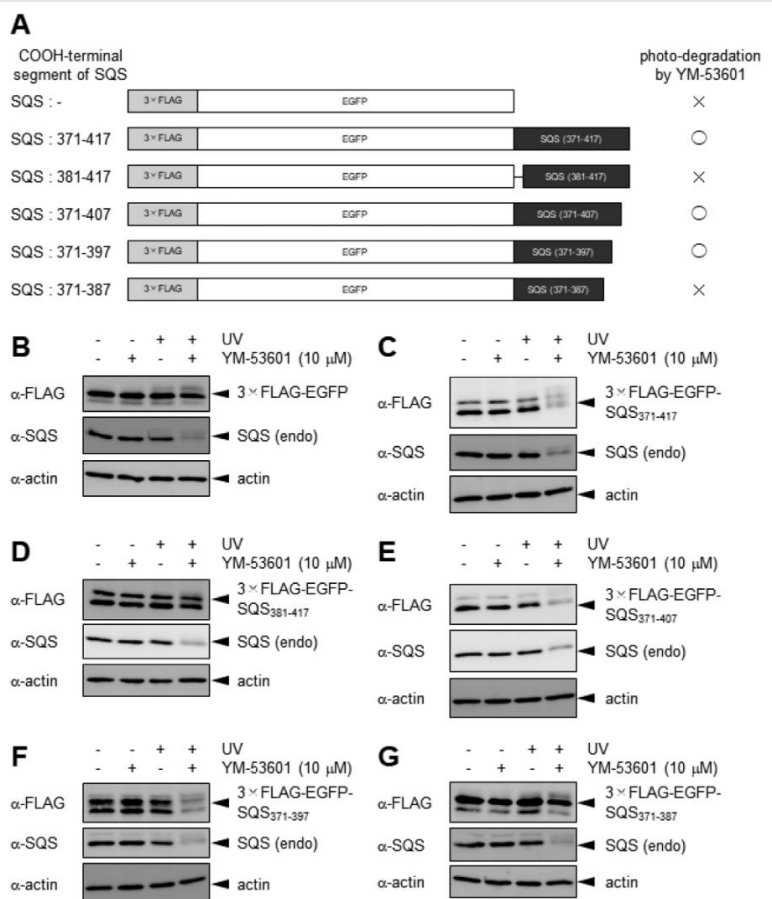 A
COOH-terminal
segment of SQS
photo-degradation
by YM-53601
SQS : - 3×FLAG EGFP ×
SQS : 371-417 3×FLAG EGFP SQS (371-417) ○
SQS : 381-417 3×FLAG EGFP SQS (381-417) ×
SQS : 371-407 3×FLAG EGFP SQS (371-407) ○
SQS : 371-397 3×FLAG EGFP SQS (371-397) ○
SQS : 371-387 3×FLAG EGFP SQS (371-387) ×
B
- - + + UV
- + - + YM-53601 (10 μM)
α-FLAG 3×FLAG-EGFP
α-SQS SQS (endo)
α-actin actin
C
- - + + UV
- + - + YM-53601 (10 μM)
α-FLAG 3×FLAG-EGFP-
SQS371-417
α-SQS SQS (endo)
α-actin actin
D
- - + + UV
- + - + YM-53601 (10 μM)
α-FLAG 3×FLAG-EGFP-
SQS381-417
α-SQS SQS (endo)
α-actin actin
E
- - + + UV
- + - + YM-53601 (10 μM)
α-FLAG 3×FLAG-EGFP-
SQS371-407
α-SQS SQS (endo)
α-actin actin
F
- - + + UV
- + - + YM-53601 (10 μM)
α-FLAG 3×FLAG-EGFP-
SQS371-397
α-SQS SQS (endo)
α-actin actin
G
- - + + UV
- + - + YM-53601 (10 μM)
α-FLAG 3×FLAG-EGFP-
SQS371-387
α-SQS SQS (endo)
α-actin actin